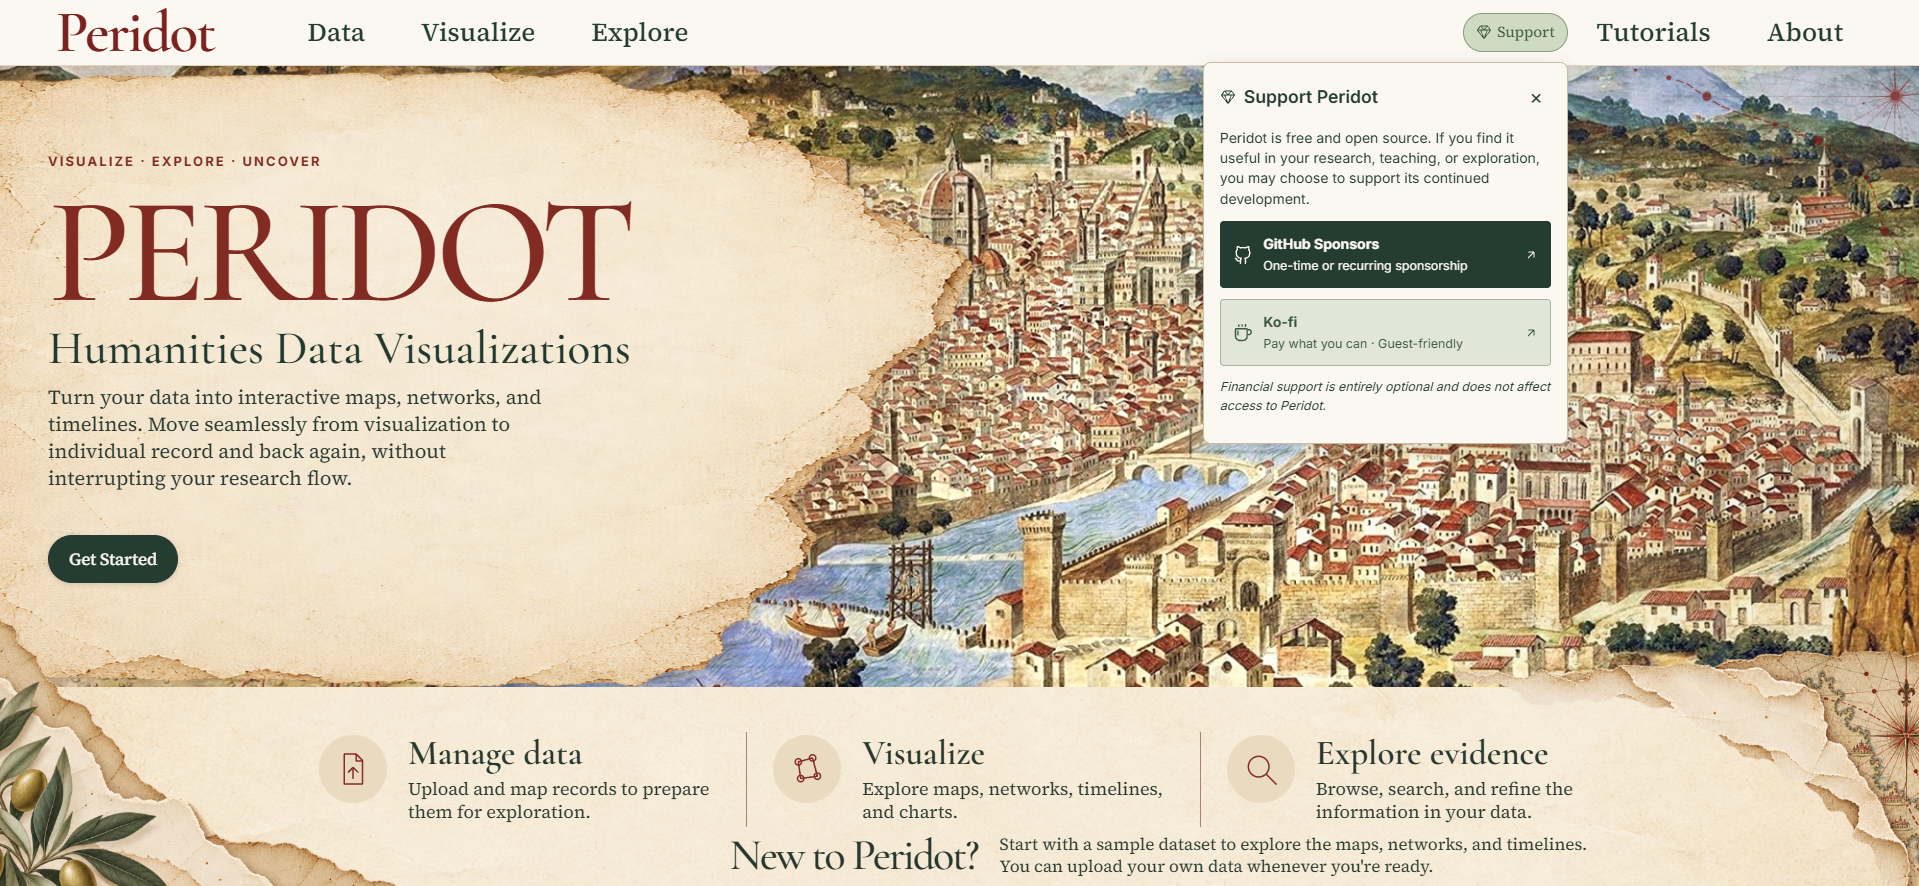 Peridot
Data
Visualize
Explore
Support
Tutorials
About
Support Peridot
Peridot is free and open source. If you find it
useful in your research, teaching, or exploration,
you may choose to support its continued
development.
GitHub Sponsors
One-time or recurring sponsorship
Ko-fi
Pay what you can · Guest-friendly
Financial support is entirely optional and does not affect
access to Peridot.
VISUALIZE · EXPLORE · UNCOVER
PERIDOT
Humanities Data Visualizations
Turn your data into interactive maps, networks, and
timelines. Move seamlessly from visualization to
individual record and back again, without
interrupting your research flow.
Get Started
Manage data
Upload and map records to prepare
them for exploration.
Visualize
Explore maps, networks, timelines,
and charts.
Explore evidence
Browse, search, and refine the
information in your data.
New to Peridot?
Start with a sample dataset to explore the maps, networks, and timelines.
You can upload your own data whenever you're ready.